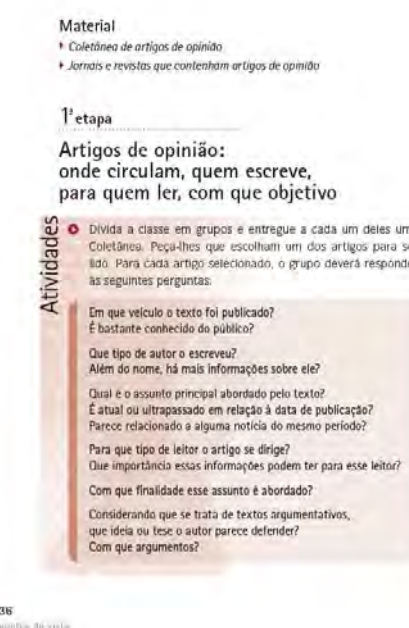 Material
Coletânea de artigos de opinião
Jornais e revistas que contenham artigos de opinião
1ª etapa
Artigos de opinião:
onde circulam, quem escreve,
para quem ler, com que objetivo
Atividades
Divida a classe em grupos e entregue a cada um deles um
Coletânea. Peça-lhes que escolham um dos artigos para se
lido. Para cada artigo selecionado, o grupo deverá responde
às seguintes perguntas:
Em que veículo o texto foi publicado?
É bastante conhecido do público?
Que tipo de autor o escreveu?
Além do nome, há mais informações sobre ele?
Qual é o assunto principal abordado pelo texto?
É atual ou ultrapassado em relação à data de publicação?
Parece relacionado a alguma notícia do mesmo período?
Para que tipo de leitor o artigo se dirige?
Que importância essas informações podem ter para esse leitor?
Com que finalidade esse assunto é abordado?
Considerando que se trata de textos argumentativos,
que ideia ou tese o autor parece defender?
Com que argumentos?
36